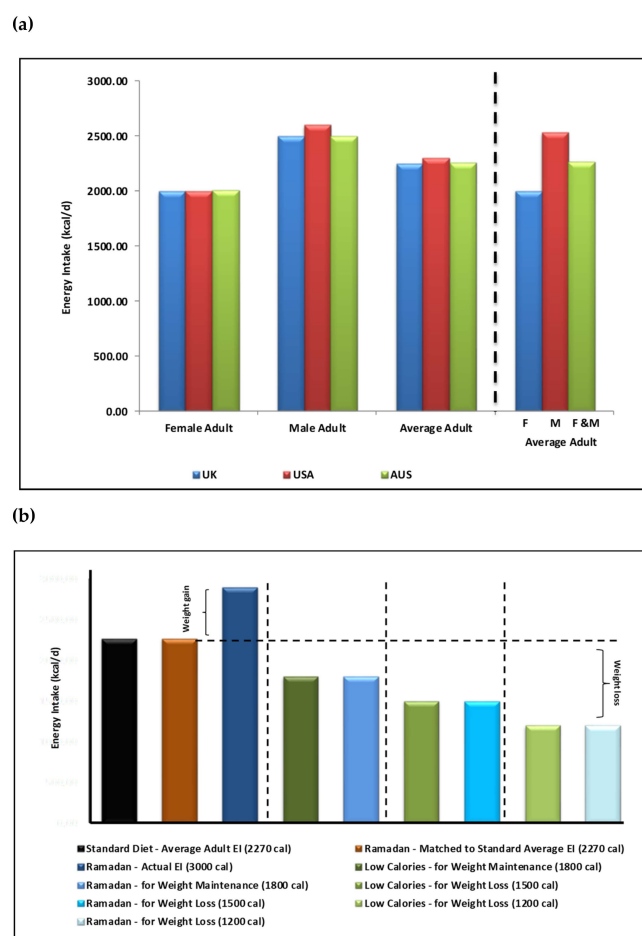 (a)
3000.00
2500.00
2000.00
1500.00
1000.00
500.00
0.00
Energy Intake (kcal/d)
Female Adult Male Adult Average Adult F M F &M
Average Adult
UK USA AUS
(b)
Energy Intake (kcal/d)
Weight gain
Weight loss
Standard Diet - Average Adult EI (2270 cal) Ramadan - Matched to Standard Average EI (2270 cal)
Ramadan - Actual EI (3000 cal) Low Calories - for Weight Maintenance (1800 cal)
Ramadan - for Weight Maintenance (1800 cal) Low Calories - for Weight Loss (1500 cal)
Ramadan - for Weight Loss (1500 cal) Low Calories - for Weight Loss (1200 cal)
Ramadan - for Weight Loss (1200 cal)